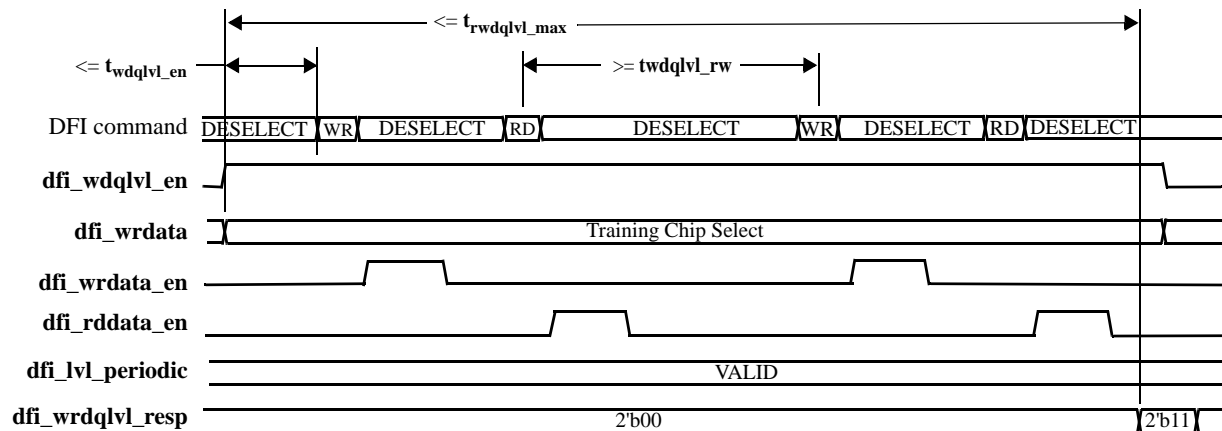 <= trwdqlvl_max
<= twdqlvl_en
>= twdqlvl_rw
DFI command DESELECT WR DESELECT RD DESELECT WR DESELECT RD DESELECT
dfi_wdqlvl_en
dfi_wrdata Training Chip Select
dfi_wrdata_en
dfi_rddata_en
dfi_lvl_periodic VALID
dfi_wrdqlvl_resp 2'b00 2'b11